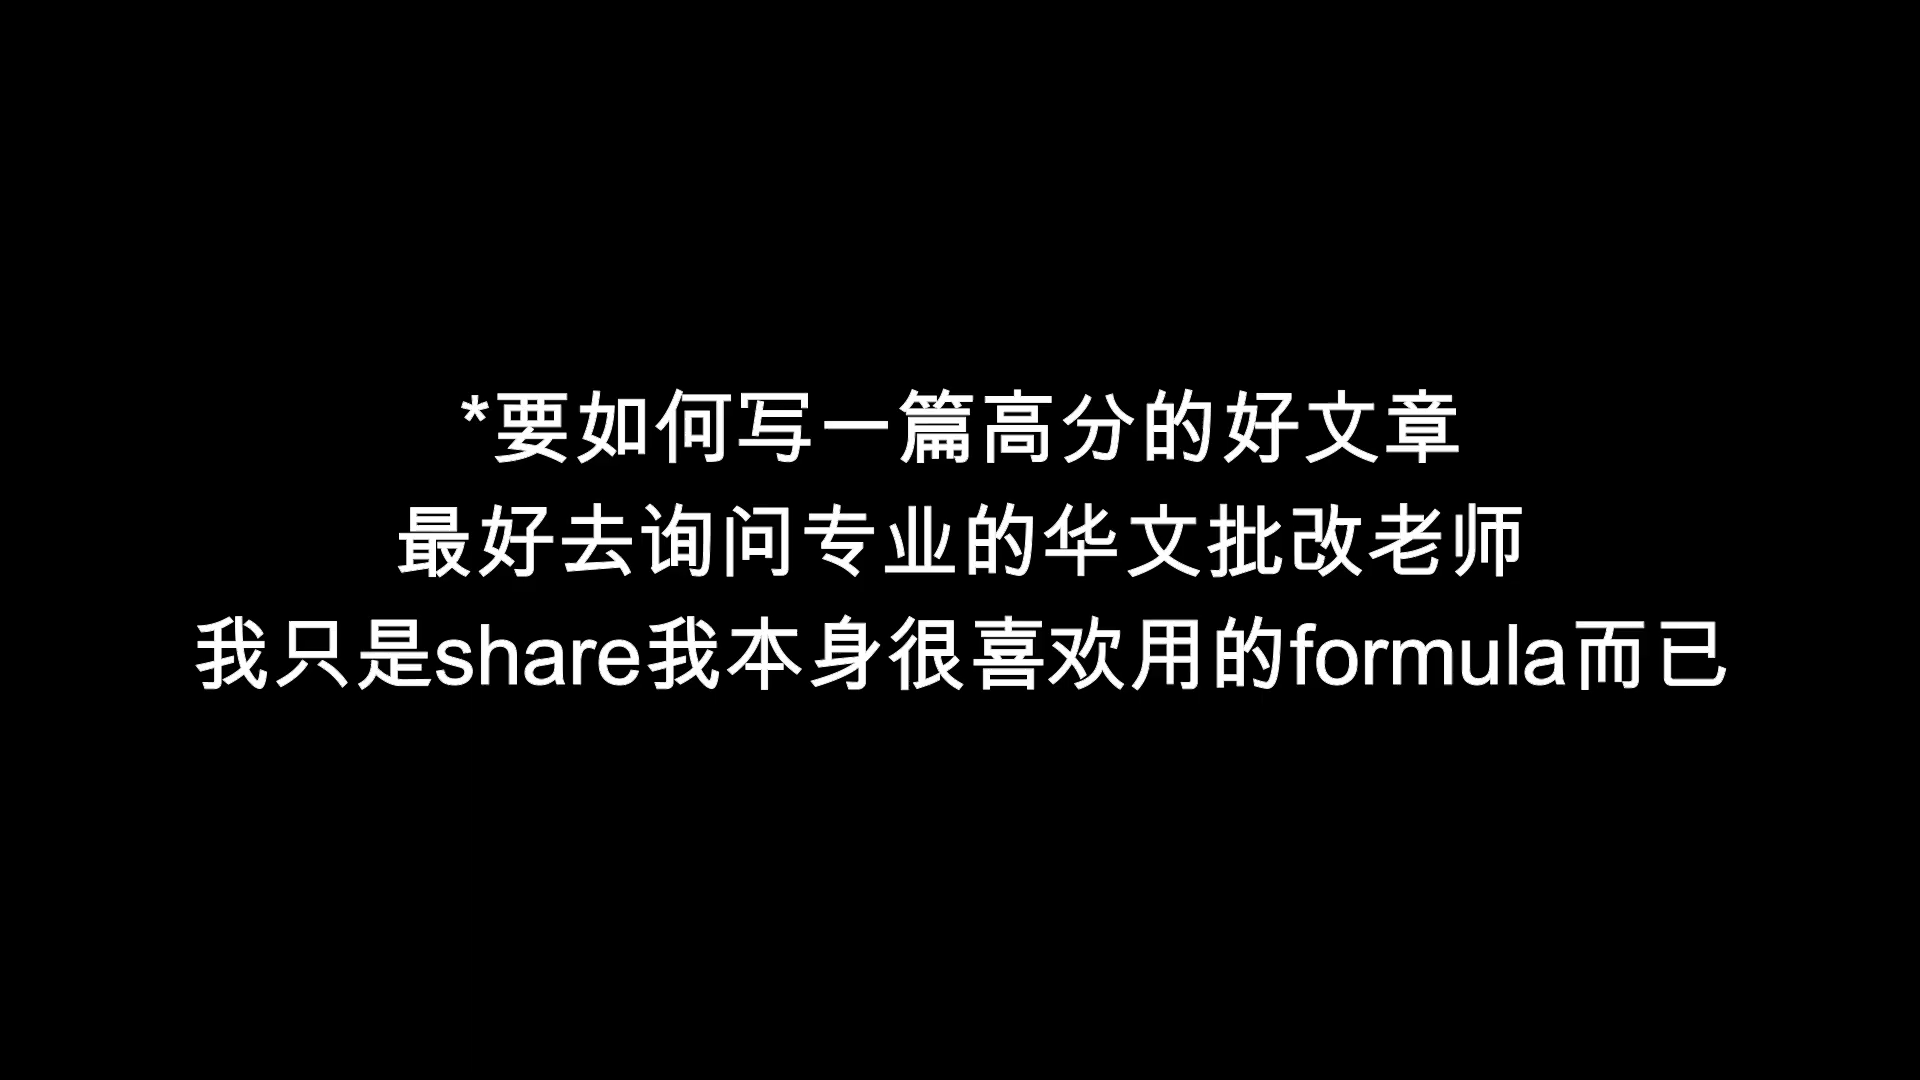 *要如何写一篇高分的好文章
最好去询问专业的华文批改老师
我只是share我本身很喜欢用的formula而已